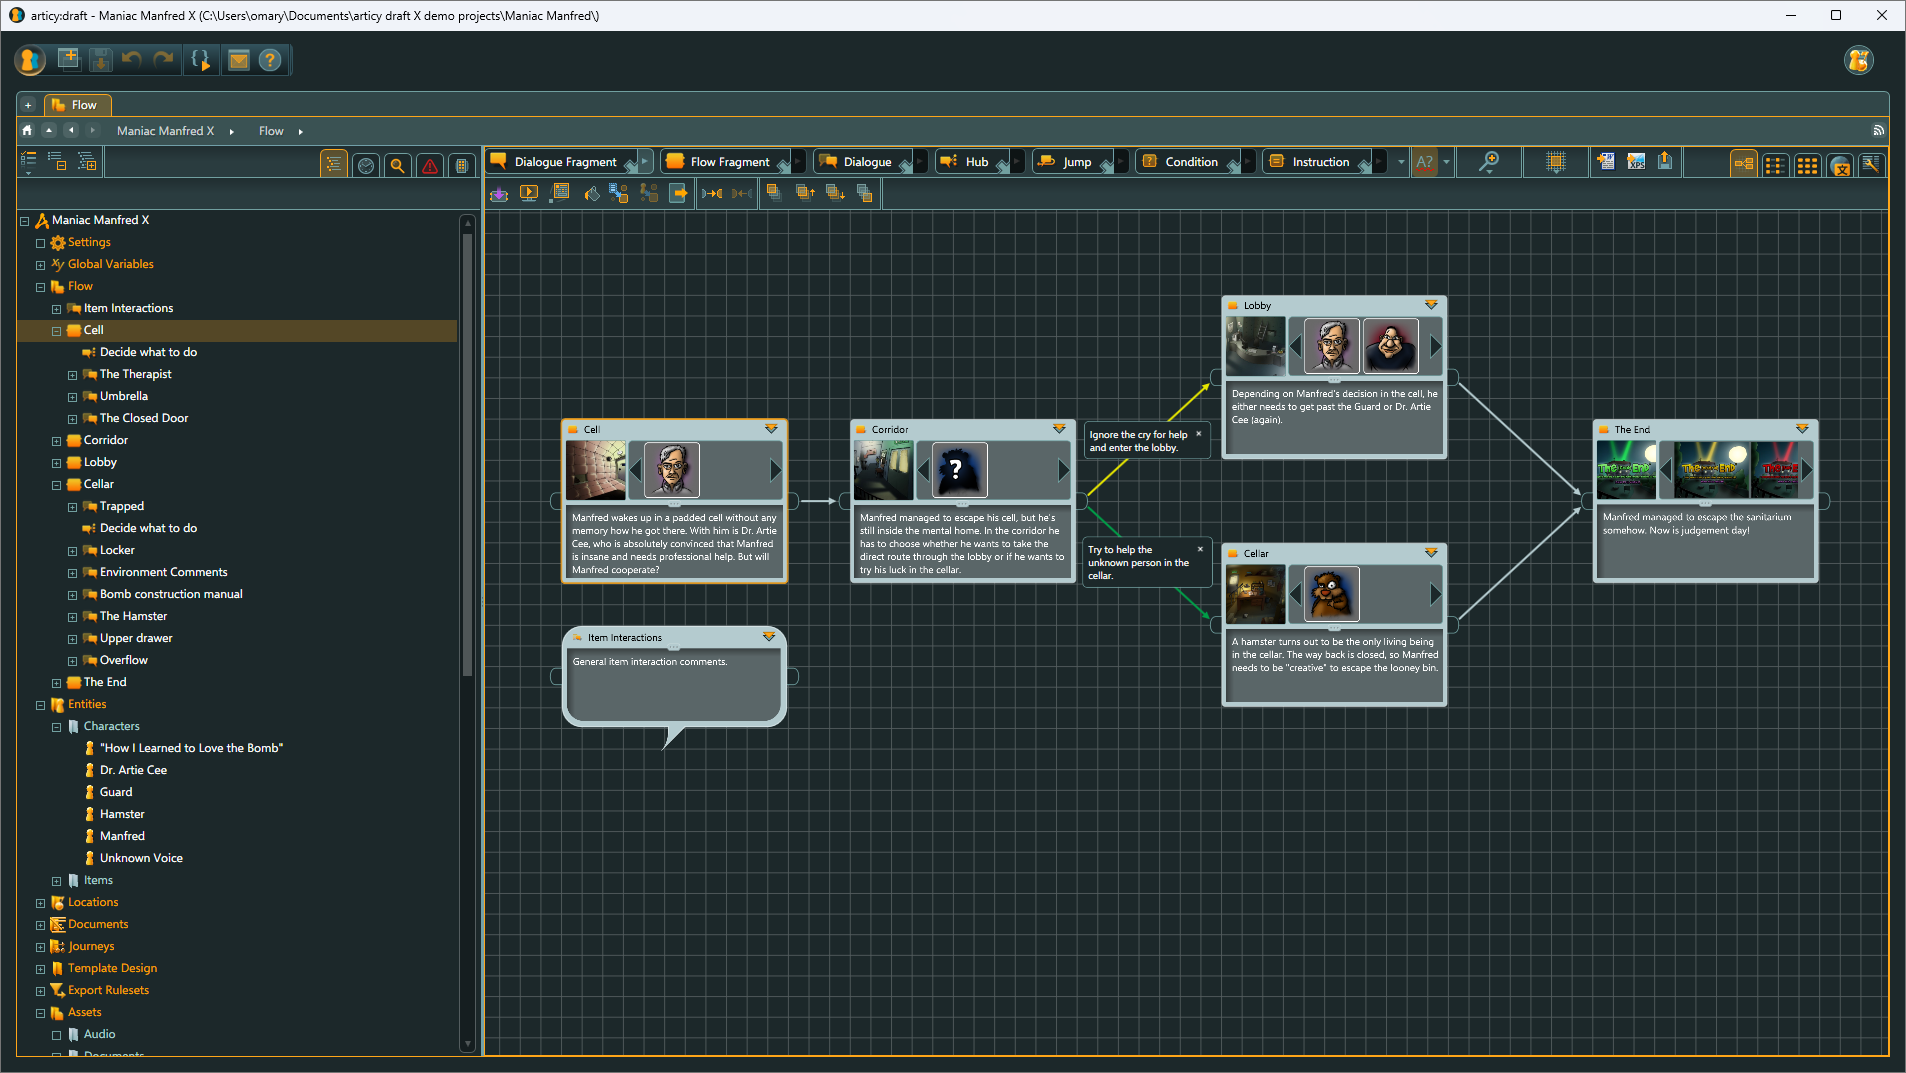 articy:draft - Maniac Manfred X (C:\Users\omary\Documents\articy draft X demo projects\Maniac Manfred\)
Flow
Maniac Manfred X
Flow
Dialogue Fragment
Flow Fragment
Dialogue
Hub
Jump
Condition
Instruction
A?
XPS
Maniac Manfred X
Settings
xy Global Variables
Flow
Item Interactions
Cell
Decide what to do
The Therapist
Umbrella
The Closed Door
Corridor
Lobby
Cellar
Trapped
Decide what to do
Locker
Environment Comments
Bomb construction manual
The Hamster
Upper drawer
Overflow
The End
Entities
Characters
"How I Learned to Love the Bomb"
Dr. Artie Cee
Guard
Hamster
Manfred
Unknown Voice
Items
Locations
Documents
Journeys
Template Design
Export Rulesets
Assets
Audio
Documents
Cell
Manfred wakes up in a padded cell without any
memory how he got there. With him is Dr. Artie
Cee, who is absolutely convinced that Manfred
is insane and needs professional help. But will
Manfred cooperate?
Item Interactions
General item interaction comments.
Corridor
?
Manfred managed to escape his cell, but he's
still inside the mental home. In the corridor he
has to choose whether he wants to take the
direct route through the lobby or if he wants to
try his luck in the cellar.
Ignore the cry for help
and enter the lobby.
Try to help the
unknown person in the
cellar.
Lobby
Depending on Manfred's decision in the cell, he
either needs to get past the Guard or Dr. Artie
Cee (again).
Cellar
A hamster turns out to be the only living being
in the cellar. The way back is closed, so Manfred
needs to be "creative" to escape the looney bin.
The End
Manfred managed to escape the sanitarium
somehow. Now is judgement day!